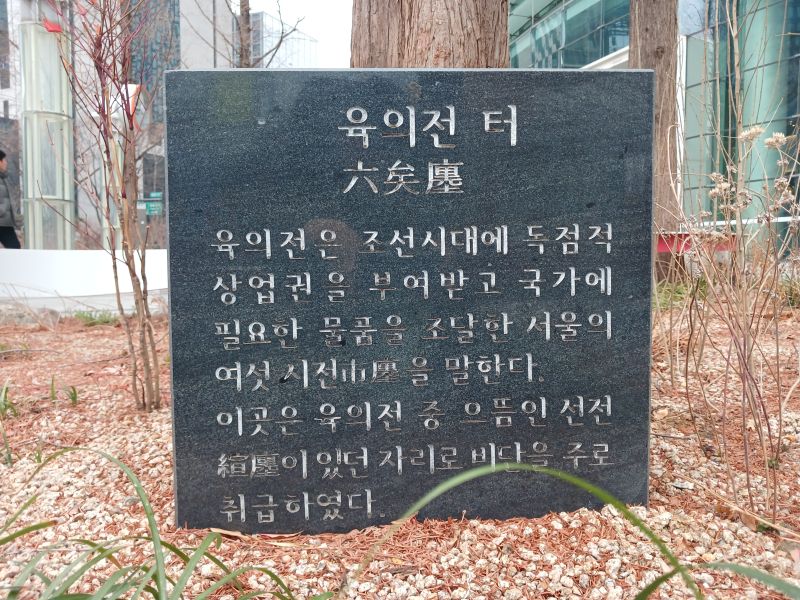 육의전 터
六矣廛
육의전은 조선시대에 독점적
상업권을 부여받고 국가에
필요한 물품을 조달한 서울의
여섯 시전市廛을 말한다.
이곳은 육의전 중 으뜸인 선전
縇廛이 있던 자리로 비단을 주로
취급하였다.